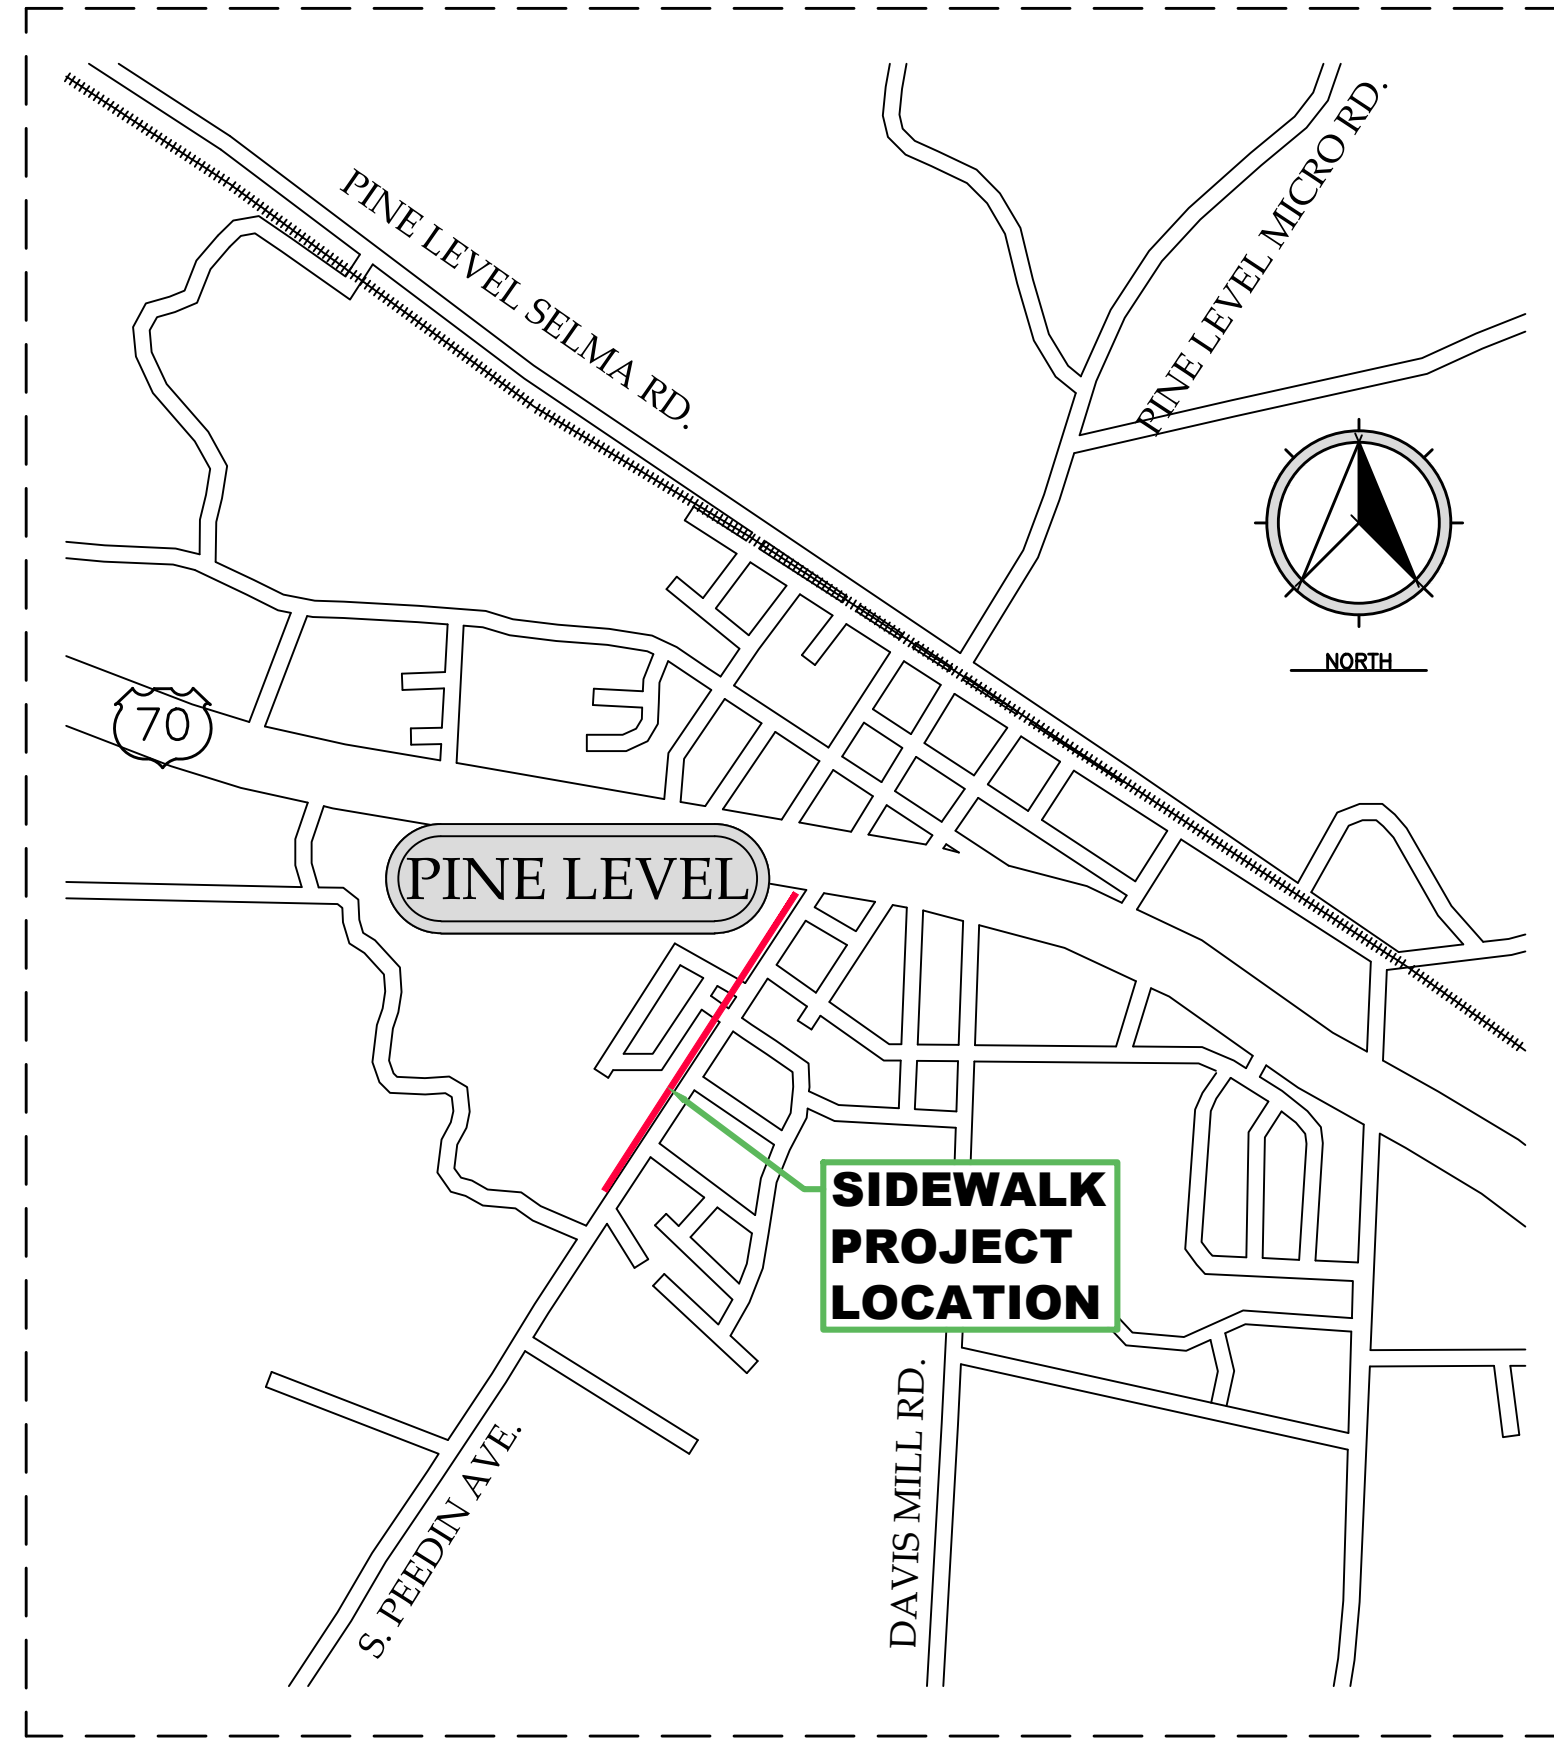 PINE LEVEL MICRO RD.
PINE LEVEL SELMA RD.
NORTH
70
PINE LEVEL
SIDEWALK
PROJECT
LOCATION
DAVIS MILL RD.
S. PEEDIN AVE.